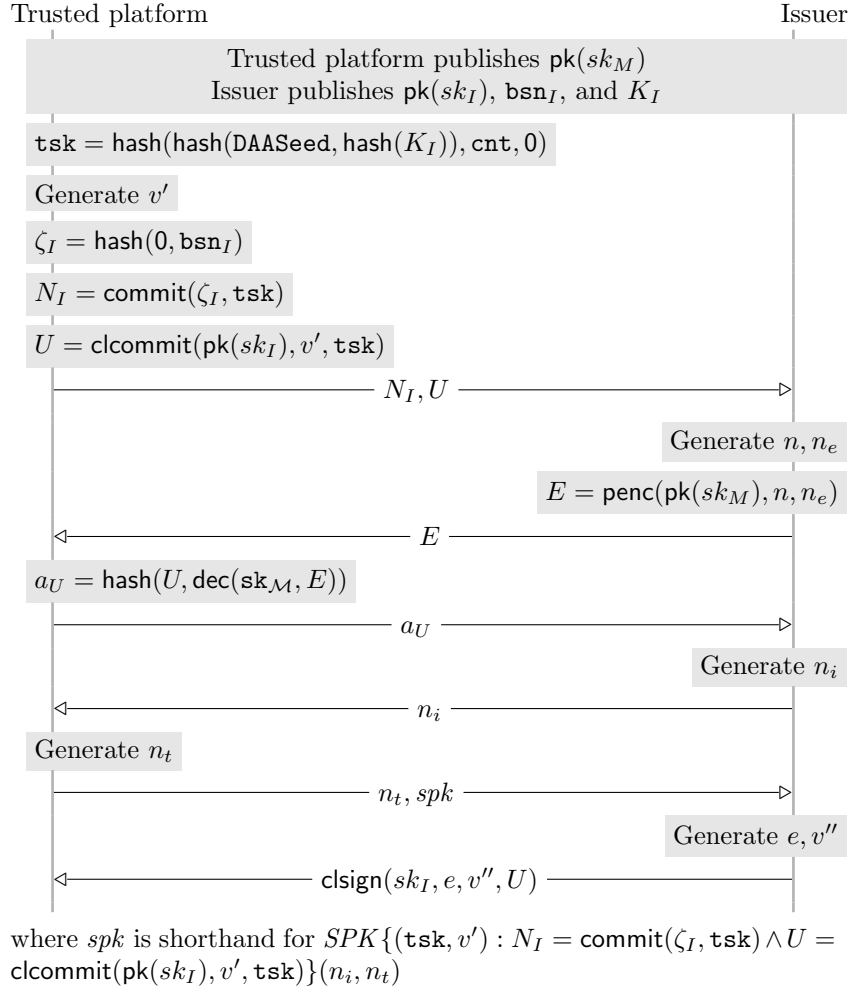 Trusted platform Issuer
Trusted platform publishes pk(sk_M)
Issuer publishes pk(sk_I), bsn_I, and K_I
tsk = hash(hash(DAASeed, hash(K_I)), cnt, 0)
Generate v′
ζ_I = hash(0, bsn_I)
N_I = commit(ζ_I, tsk)
U = clcommit(pk(sk_I), v′, tsk)
N_I, U
Generate n, n_e
E = penc(pk(sk_M), n, n_e)
E
a_U = hash(U, dec(sk_ℳ, E))
a_U
Generate n_i
n_i
Generate n_t
n_t, spk
Generate e, v″
clsign(sk_I, e, v″, U)
where spk is shorthand for SPK{(tsk, v′) : N_I = commit(ζ_I, tsk) ∧ U =
clcommit(pk(sk_I), v′, tsk)}(n_i, n_t)